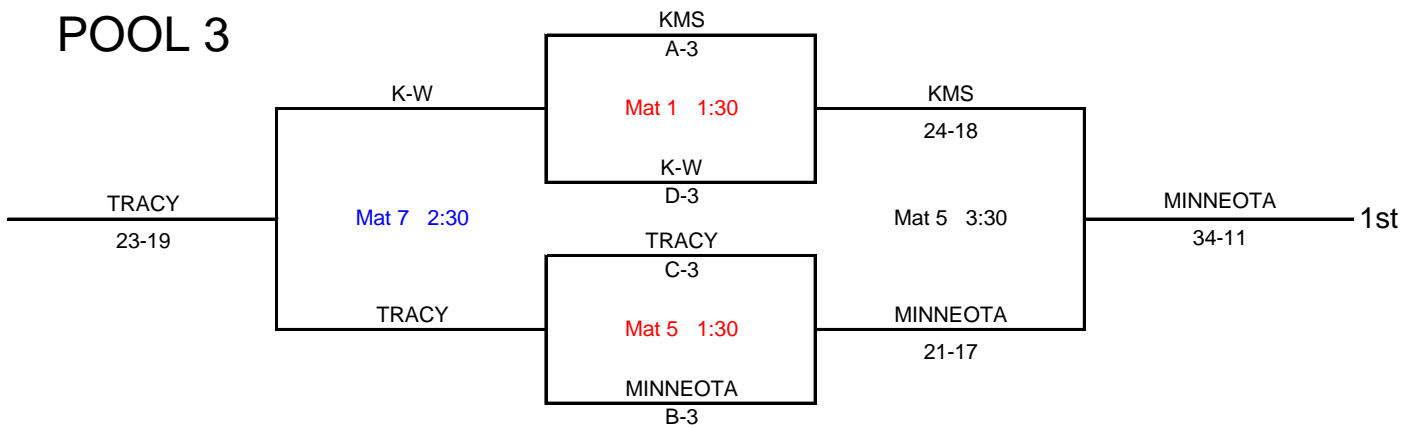 POOL 3
KMS
A-3
K-W
Mat 1 1:30
KMS
24-18
K-W
D-3
TRACY
23-19
Mat 7 2:30
Mat 5 3:30
MINNEOTA
34-11
1st
TRACY
C-3
TRACY
Mat 5 1:30
MINNEOTA
21-17
MINNEOTA
B-3